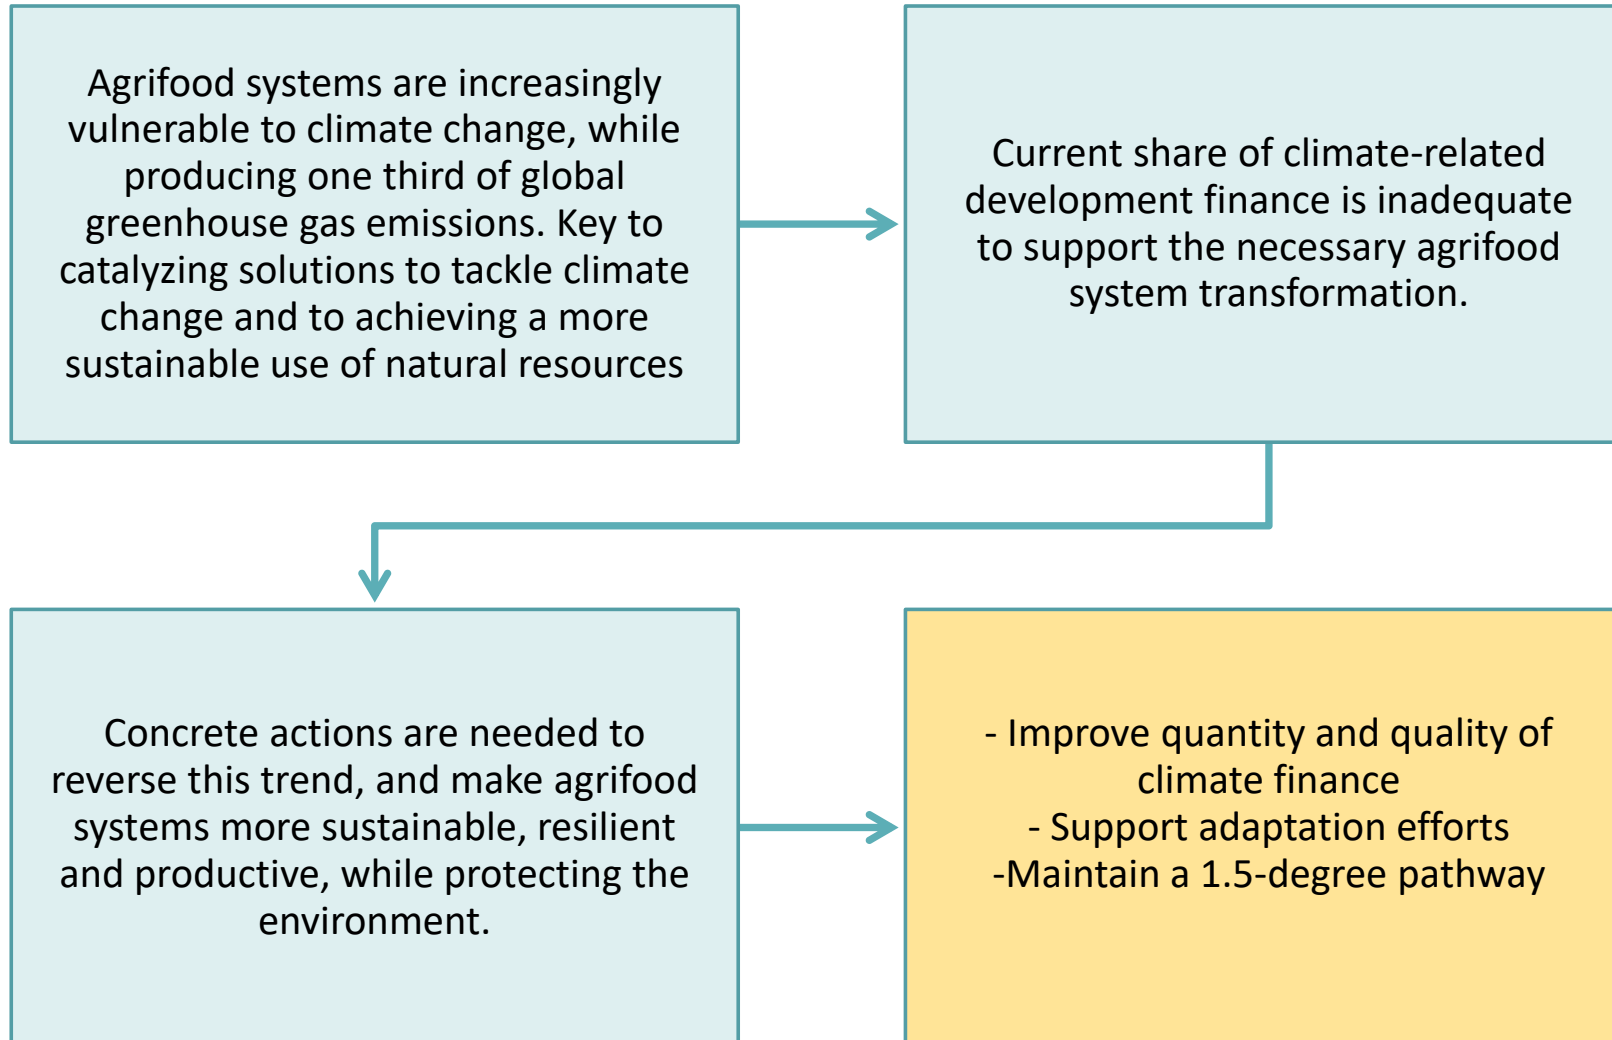 Agrifood systems are increasingly
vulnerable to climate change, while
producing one third of global
greenhouse gas emissions. Key to
catalyzing solutions to tackle climate
change and to achieving a more
sustainable use of natural resources
Current share of climate-related
development finance is inadequate
to support the necessary agrifood
system transformation.
Concrete actions are needed to
reverse this trend, and make agrifood
systems more sustainable, resilient
and productive, while protecting the
environment.
- Improve quantity and quality of
climate finance
- Support adaptation efforts
-Maintain a 1.5-degree pathway